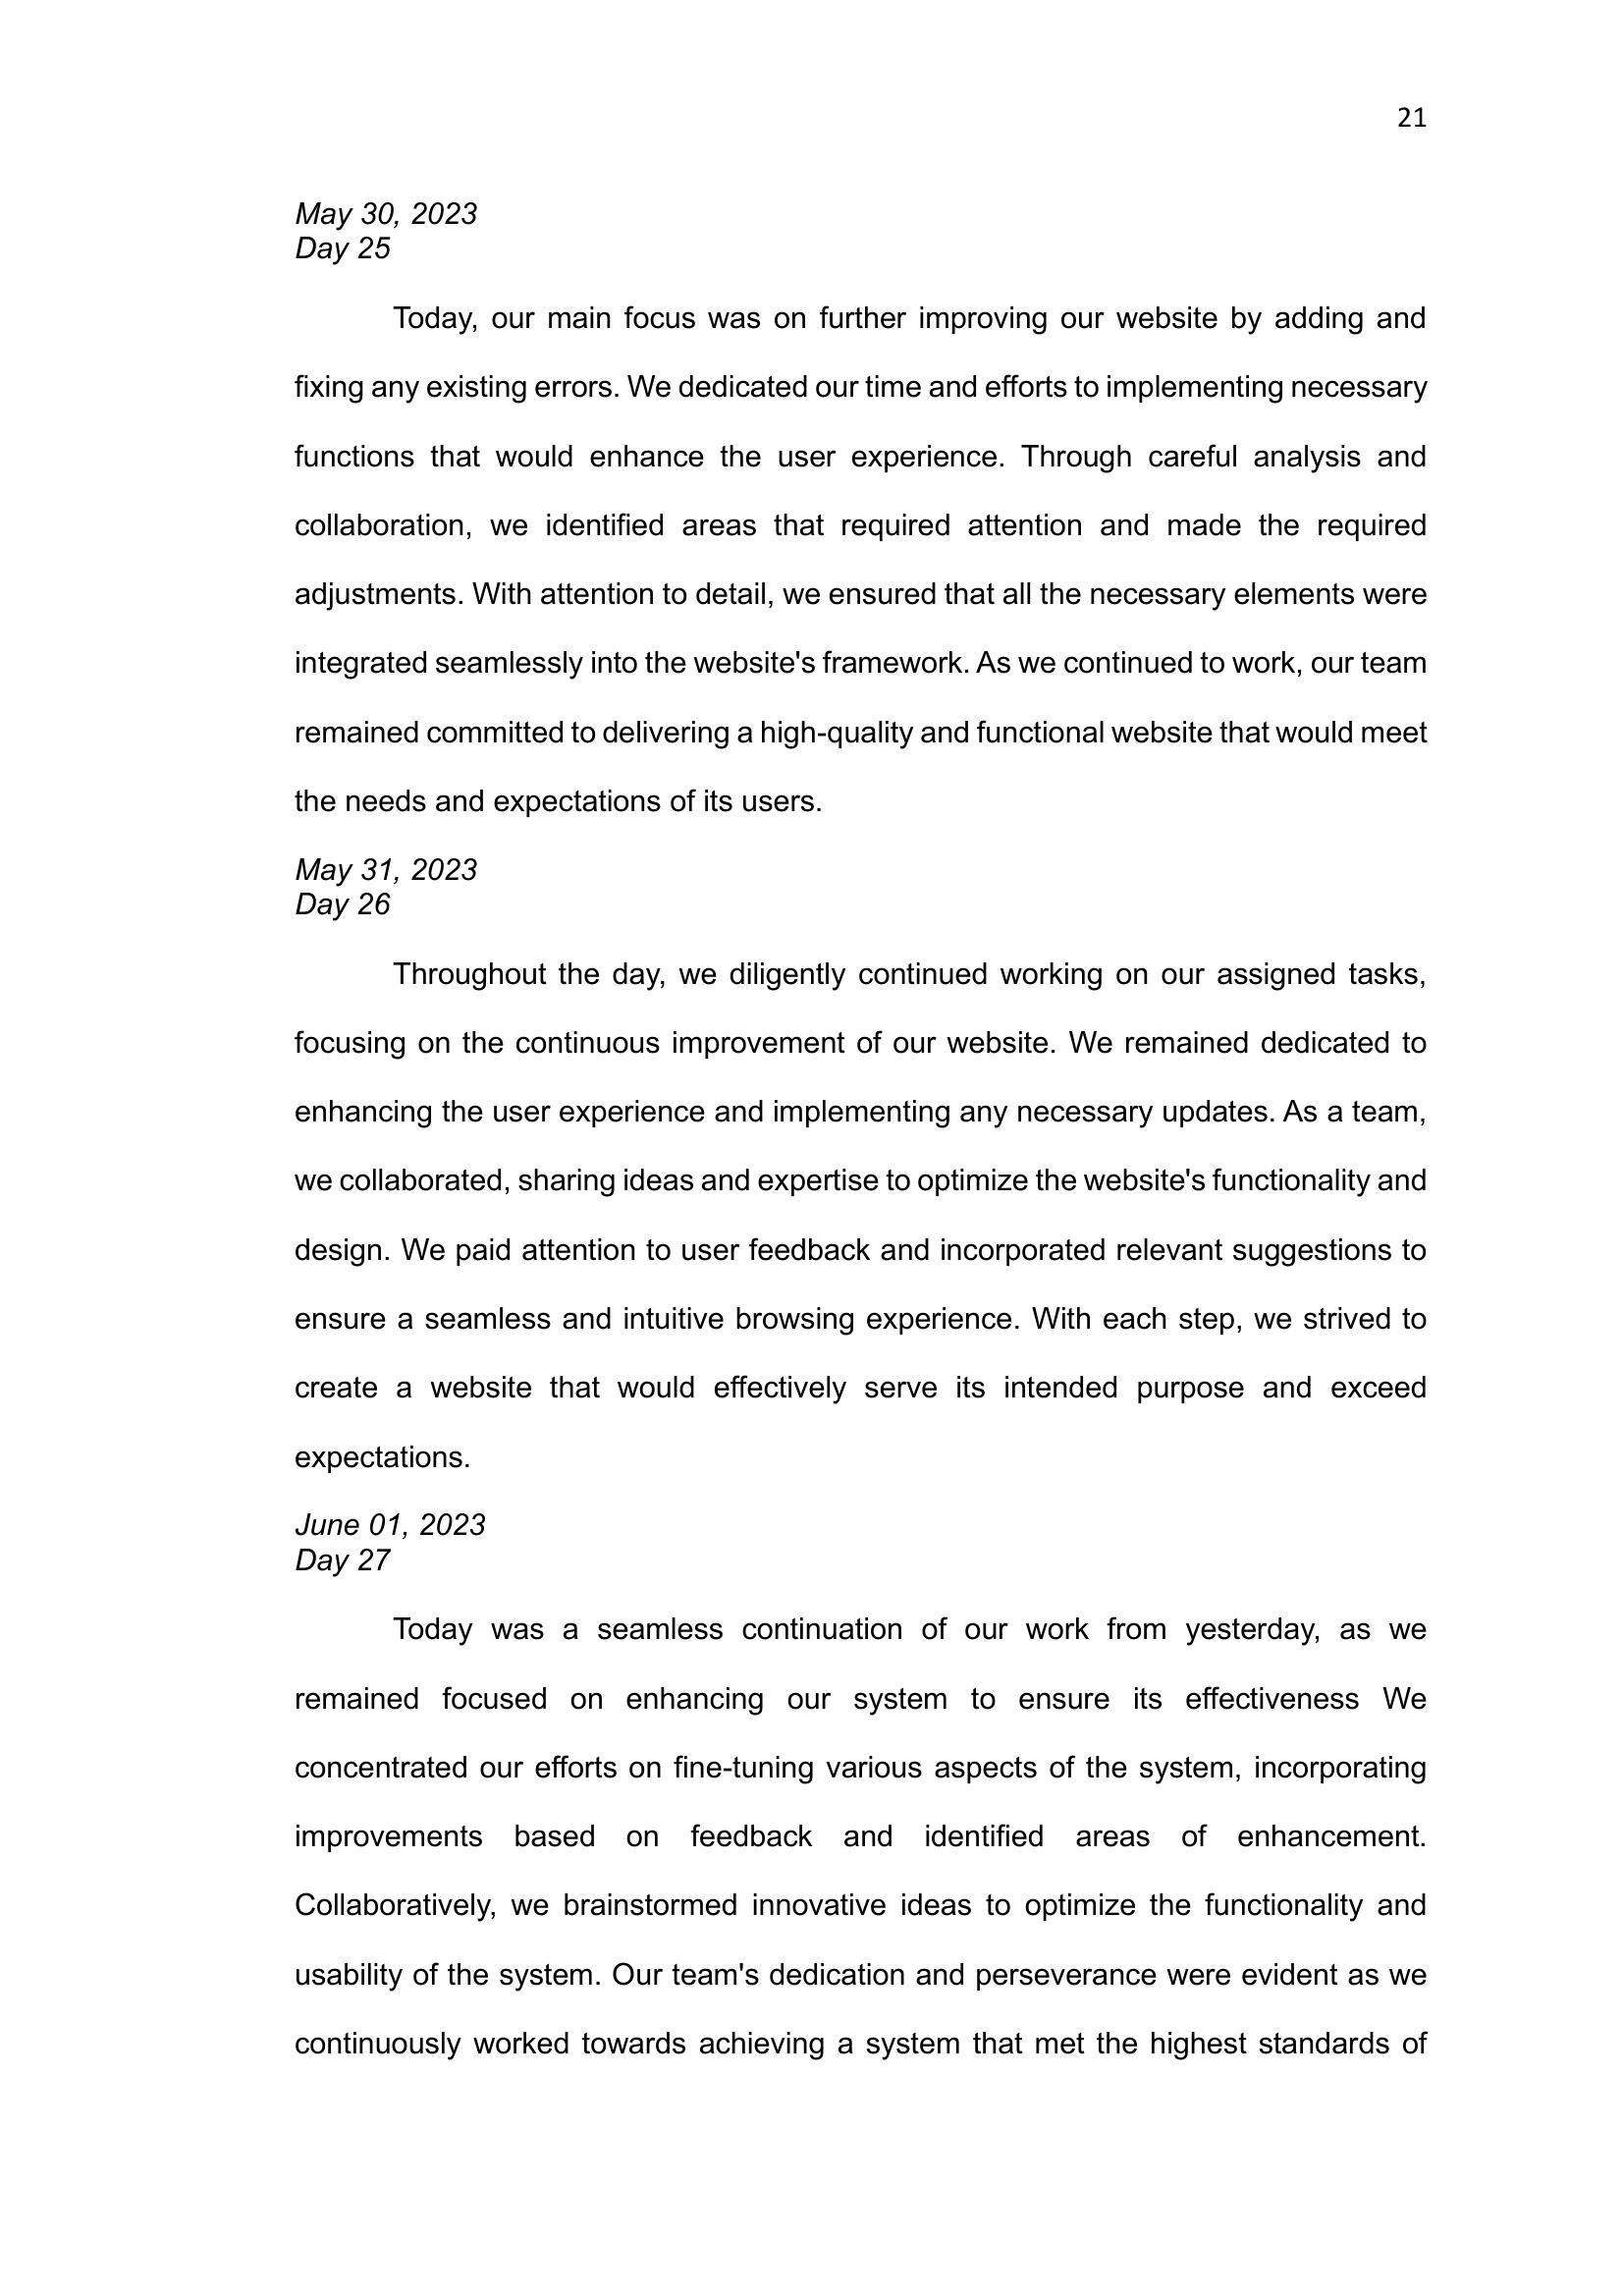 21
May 30, 2023
Day 25
Today, our main focus was on further improving our website by adding and
fixing any existing errors. We dedicated our time and efforts to implementing necessary
functions that would enhance the user experience. Through careful analysis and
collaboration, we identified areas that required attention and made the required
adjustments. With attention to detail, we ensured that all the necessary elements were
integrated seamlessly into the website's framework. As we continued to work, our team
remained committed to delivering a high-quality and functional website that would meet
the needs and expectations of its users.
May 31, 2023
Day 26
Throughout the day, we diligently continued working on our assigned tasks,
focusing on the continuous improvement of our website. We remained dedicated to
enhancing the user experience and implementing any necessary updates. As a team,
we collaborated, sharing ideas and expertise to optimize the website's functionality and
design. We paid attention to user feedback and incorporated relevant suggestions to
ensure a seamless and intuitive browsing experience. With each step, we strived to
create a website that would effectively serve its intended purpose and exceed
expectations.
June 01, 2023
Day 27
Today was a seamless continuation of our work from yesterday, as we
remained focused on enhancing our system to ensure its effectiveness We
concentrated our efforts on fine-tuning various aspects of the system, incorporating
improvements based on feedback and identified areas of enhancement.
Collaboratively, we brainstormed innovative ideas to optimize the functionality and
usability of the system. Our team's dedication and perseverance were evident as we
continuously worked towards achieving a system that met the highest standards of